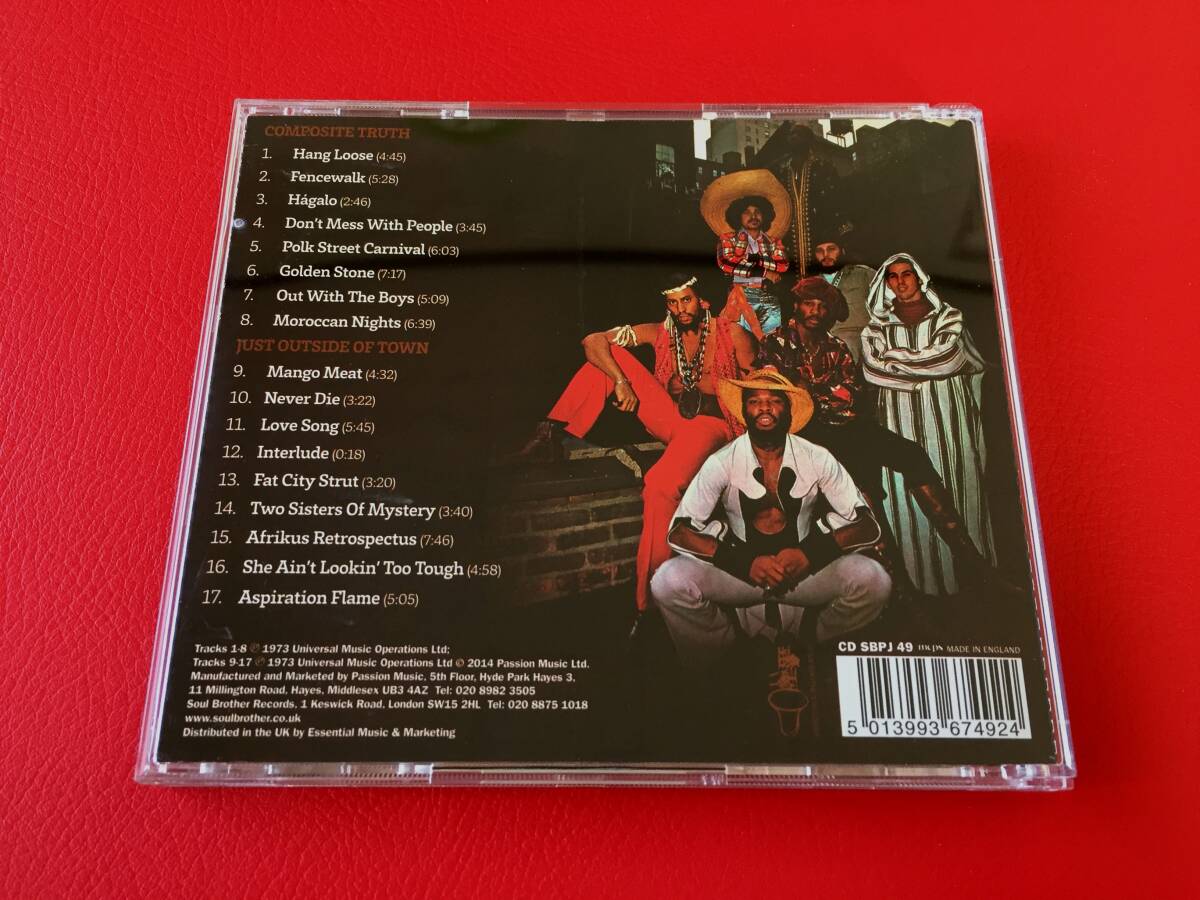 COMPOSITE TRUTH
1. Hang Loose (4:45)
2. Fencewalk (5:28)
3. Hágalo (2:46)
4. Don't Mess With People (3:45)
5. Polk Street Carnival (6:03)
6. Golden Stone (7:17)
7. Out With The Boys (5:09)
8. Moroccan Nights (6:39)
JUST OUTSIDE OF TOWN
9. Mango Meat (4:32)
10. Never Die (3:22)
11. Love Song (5:45)
12. Interlude (0:18)
13. Fat City Strut (3:20)
14. Two Sisters Of Mystery (3:40)
15. Afrikus Retrospectus (7:46)
16. She Ain't Lookin' Too Tough (4:58)
17. Aspiration Flame (5:05)
Tracks 1-8 ℗ 1973 Universal Music Operations Ltd;
Tracks 9-17 ℗ 1973 Universal Music Operations Ltd © 2014 Passion Music Ltd.
Manufactured and Marketed by Passion Music, 5th Floor, Hyde Park Hayes 3,
11 Millington Road, Hayes, Middlesex UB3 4AZ Tel: 020 8982 3505
Soul Brother Records, 1 Keswick Road, London SW15 2HL Tel: 020 8875 1018
www.soulbrother.co.uk
Distributed in the UK by Essential Music & Marketing
CD SBPJ 49 MADE IN ENGLAND
5 013993 674924